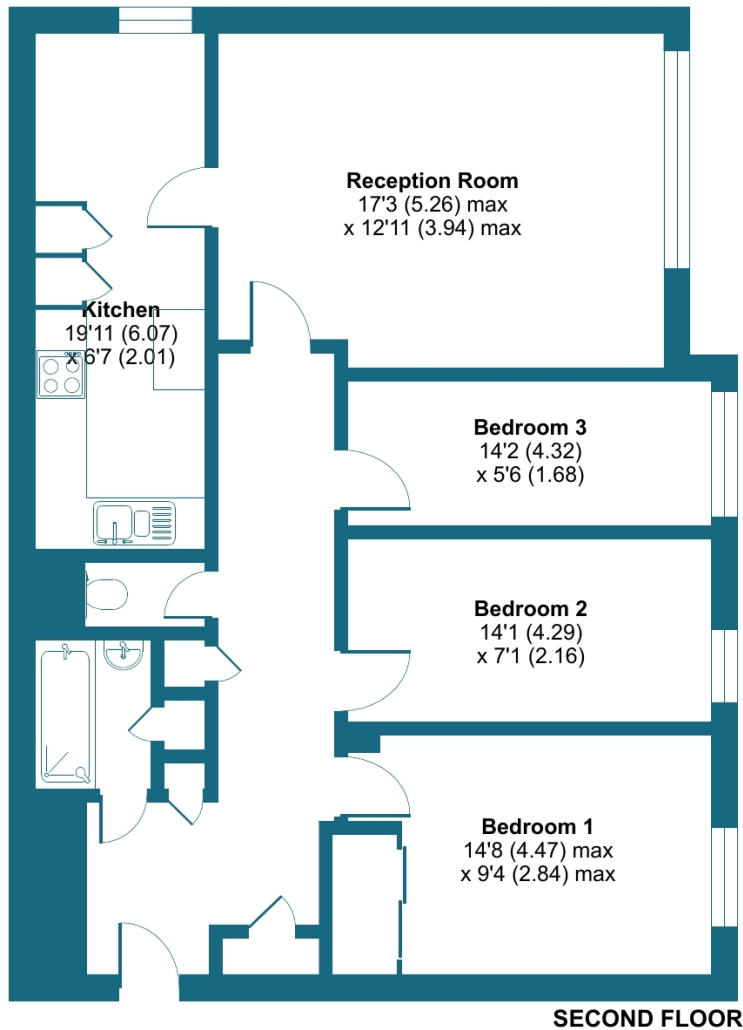 Reception Room
17'3 (5.26) max
x 12'11 (3.94) max
Kitchen
19'11 (6.07)
x 6'7 (2.01)
Bedroom 3
14'2 (4.32)
x 5'6 (1.68)
Bedroom 2
14'1 (4.29)
x 7'1 (2.16)
Bedroom 1
14'8 (4.47) max
x 9'4 (2.84) max
SECOND FLOOR